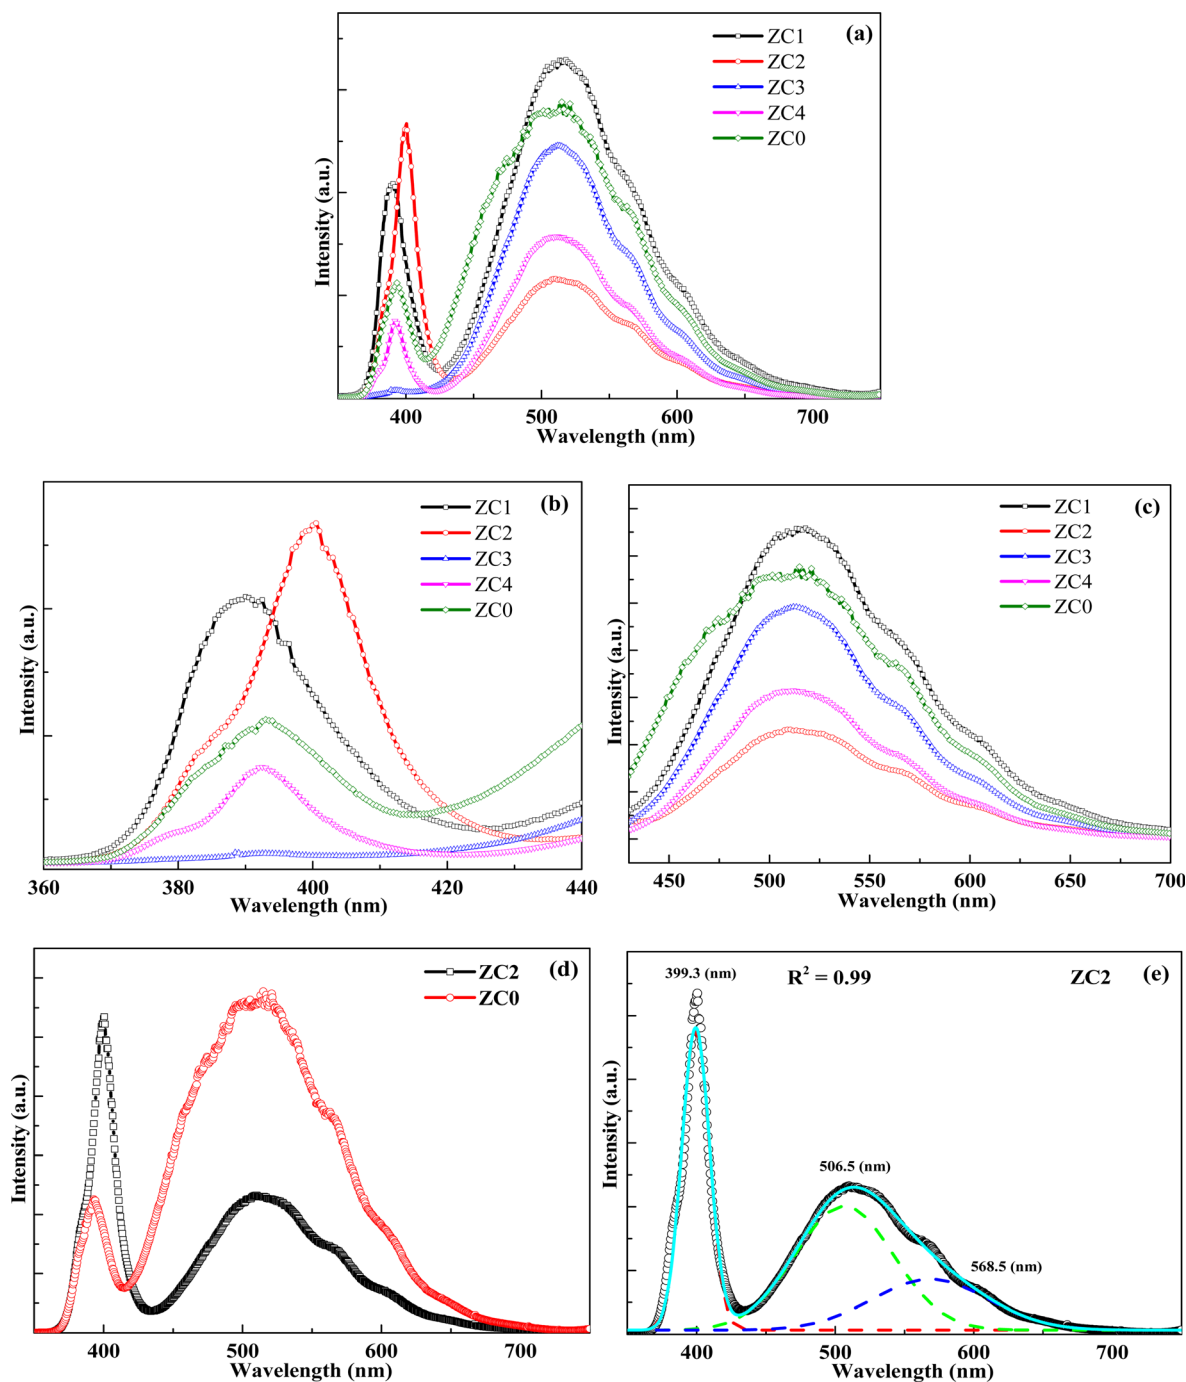 (a)
ZC1
ZC2
ZC3
ZC4
ZC0
Intensity (a.u.)
400
500
600
700
Wavelength (nm)
(b)
ZC1
ZC2
ZC3
ZC4
ZC0
Intensity (a.u.)
360
380
400
420
440
Wavelength (nm)
(c)
ZC1
ZC2
ZC3
ZC4
ZC0
Intensity (a.u.)
450
500
550
600
650
700
Wavelength (nm)
(d)
ZC2
ZC0
Intensity (a.u.)
400
500
600
700
Wavelength (nm)
399.3 (nm)
R² = 0.99
ZC2
(e)
506.5 (nm)
568.5 (nm)
Intensity (a.u.)
400
500
600
700
Wavelength (nm)